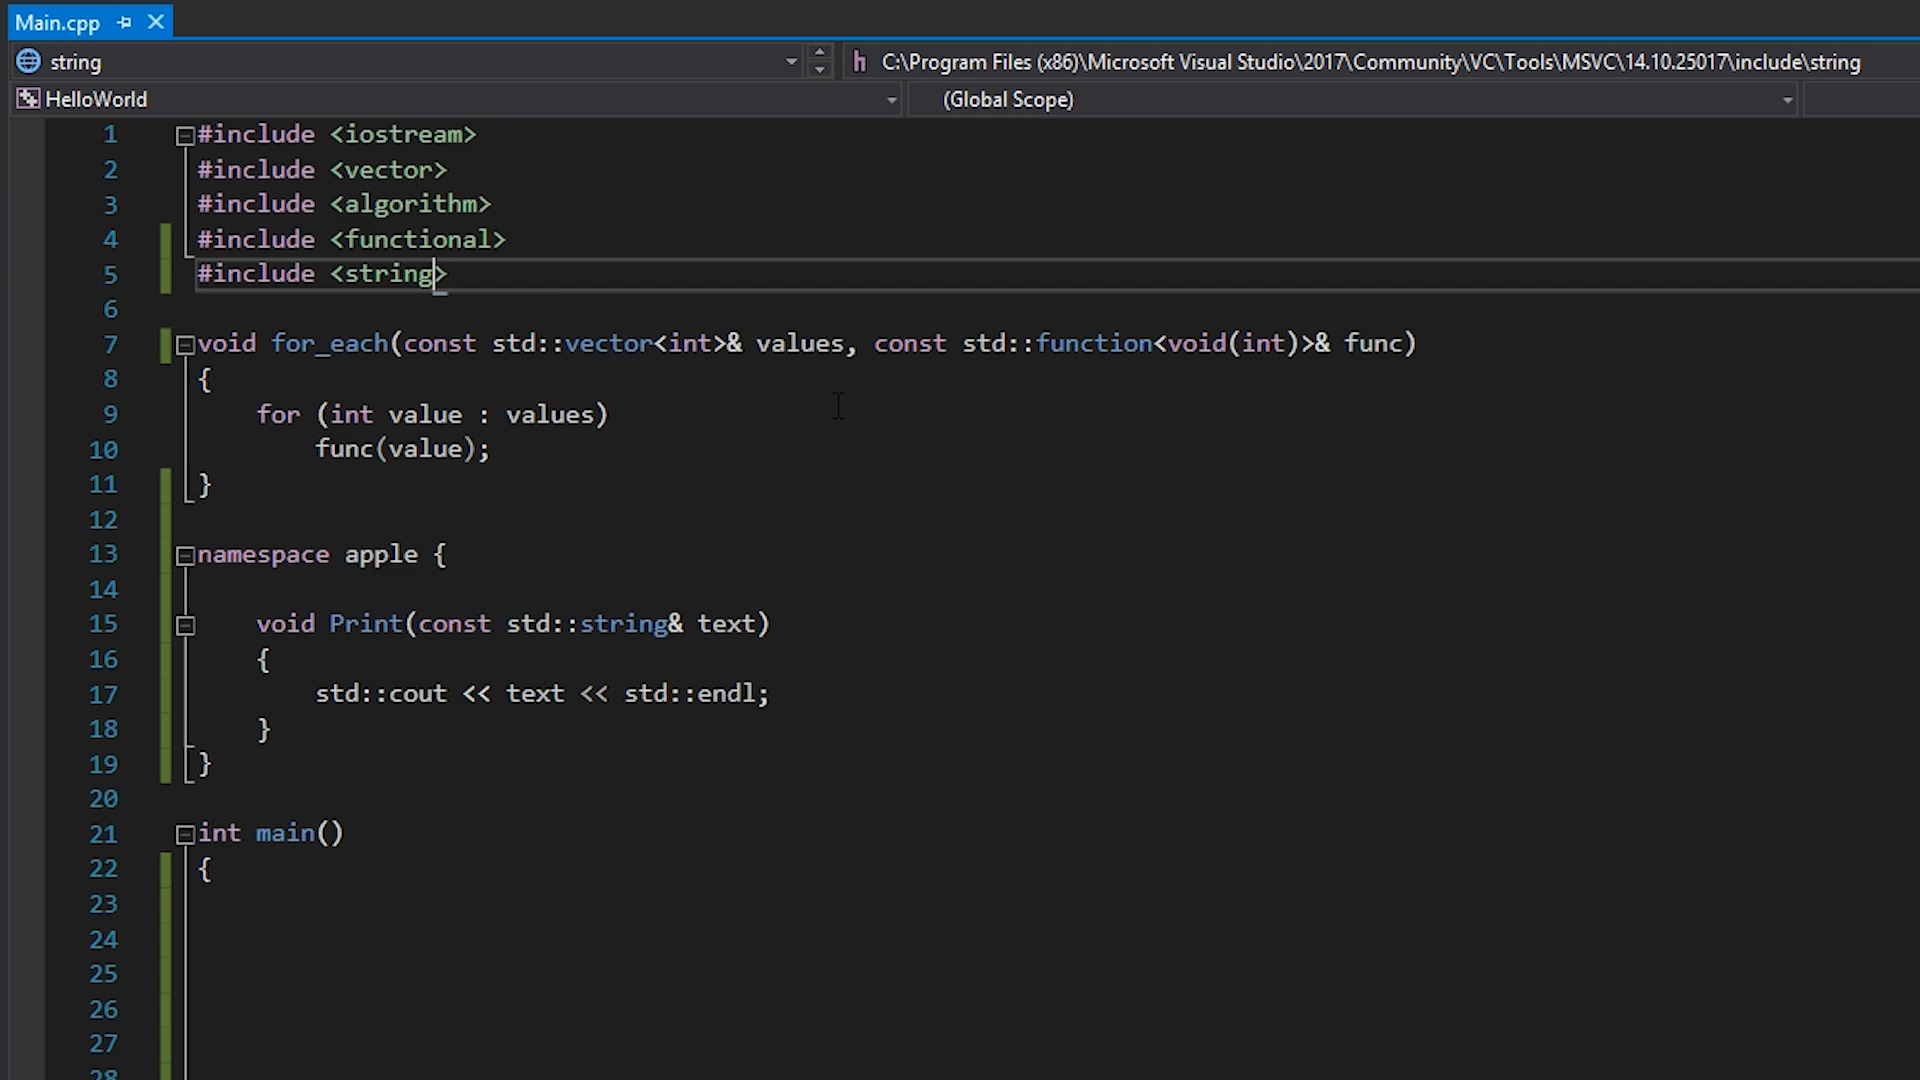 Main.cpp
string
C:\Program Files (x86)\Microsoft Visual Studio\2017\Community\VC\Tools\MSVC\14.10.25017\include\string
HelloWorld
(Global Scope)
1 #include <iostream>
2 #include <vector>
3 #include <algorithm>
4 #include <functional>
5 #include <string>
6
7 void for_each(const std::vector<int>& values, const std::function<void(int)>& func)
8 {
9 for (int value : values)
10 func(value);
11 }
12
13 namespace apple {
14
15 void Print(const std::string& text)
16 {
17 std::cout << text << std::endl;
18 }
19 }
20
21 int main()
22 {
23
24
25
26
27
28